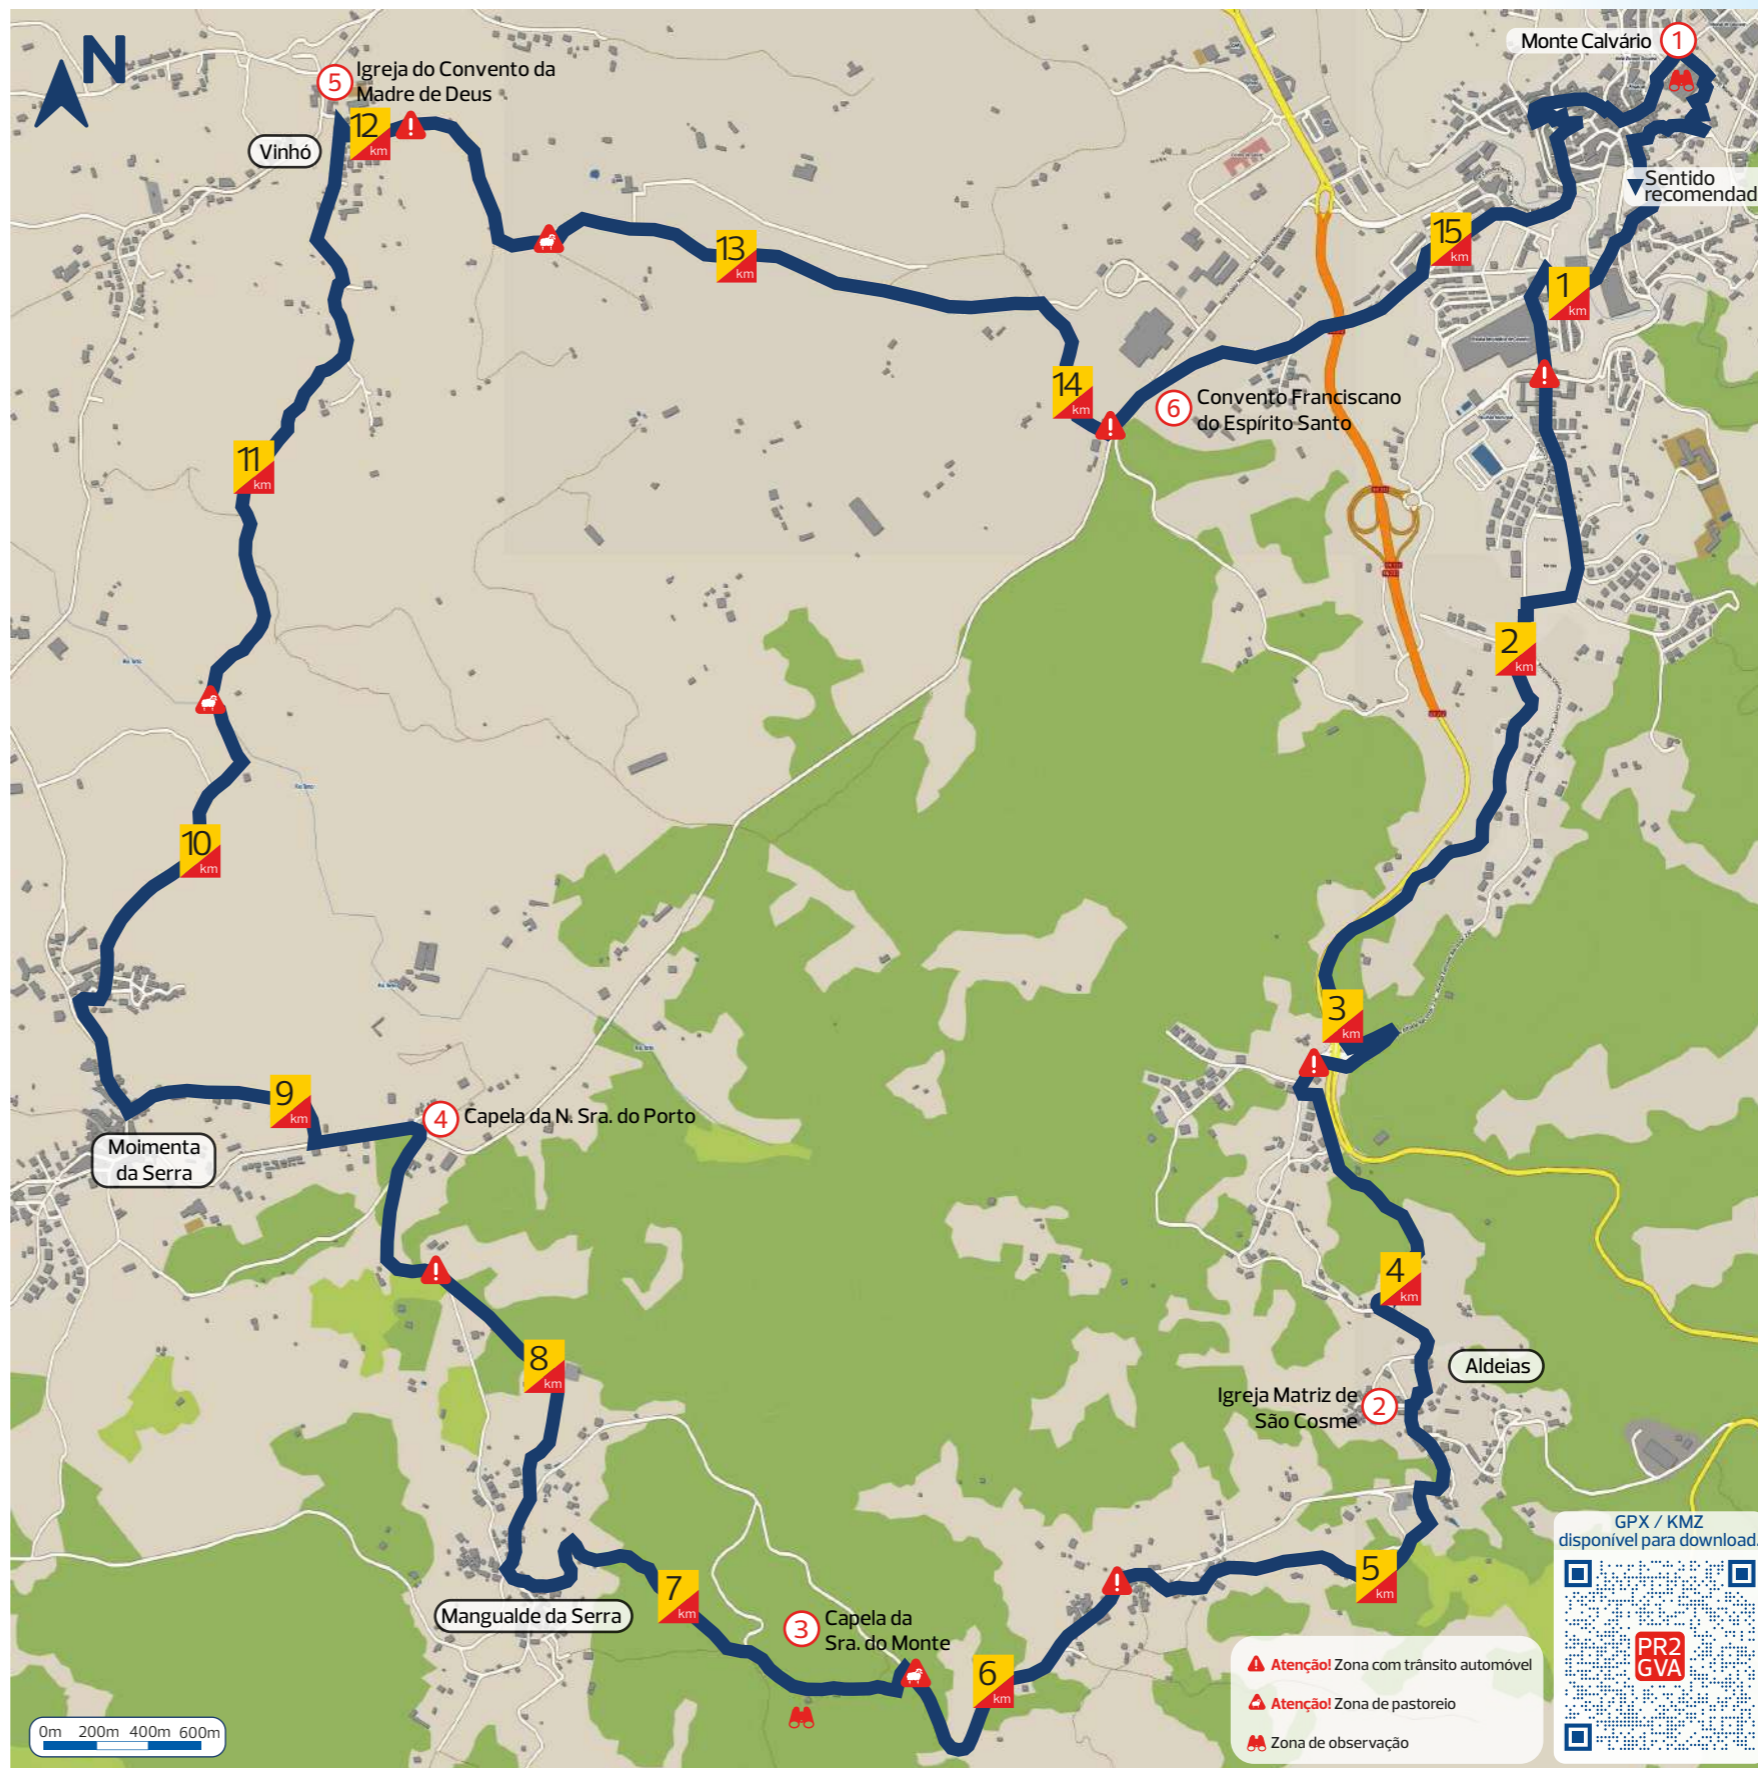 N
Monte Calvário 1
5 Igreja do Convento da
Madre de Deus
12 km
Vinhó
Sentido
recomendad
13 km
15 km
1 km
14 km
6 Convento Franciscano
do Espírito Santo
11 km
2 km
10 km
3 km
9 km
4 Capela da N. Sra. do Porto
Moimenta
da Serra
4 km
8 km
Aldeias
Igreja Matriz de
São Cosme 2
5 km
7 km
Mangualde da Serra
3 Capela da
Sra. do Monte
6 km
GPX / KMZ
disponível para download.
PR2
GVA
Atenção! Zona com trânsito automóvel
Atenção! Zona de pastoreio
Zona de observação
0m 200m 400m 600m